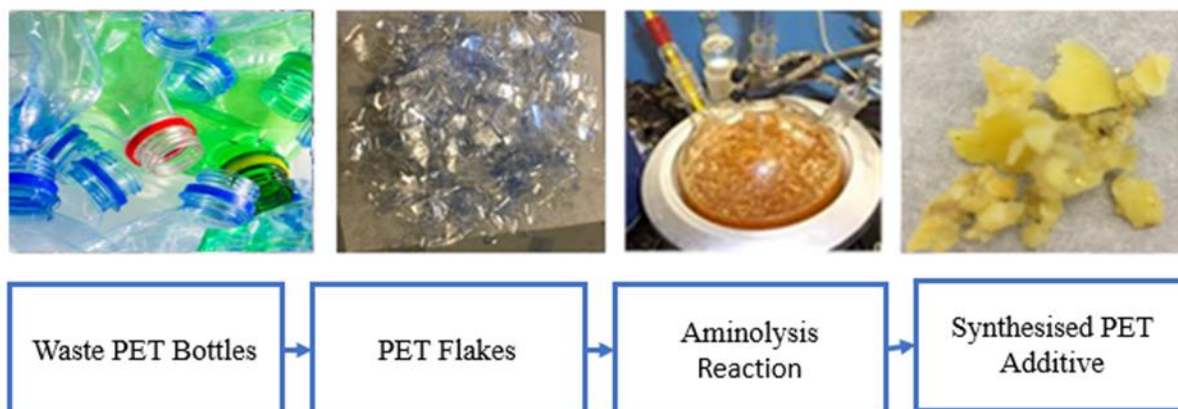 Waste PET Bottles
PET Flakes
Aminolysis
Reaction
Synthesised PET
Additive